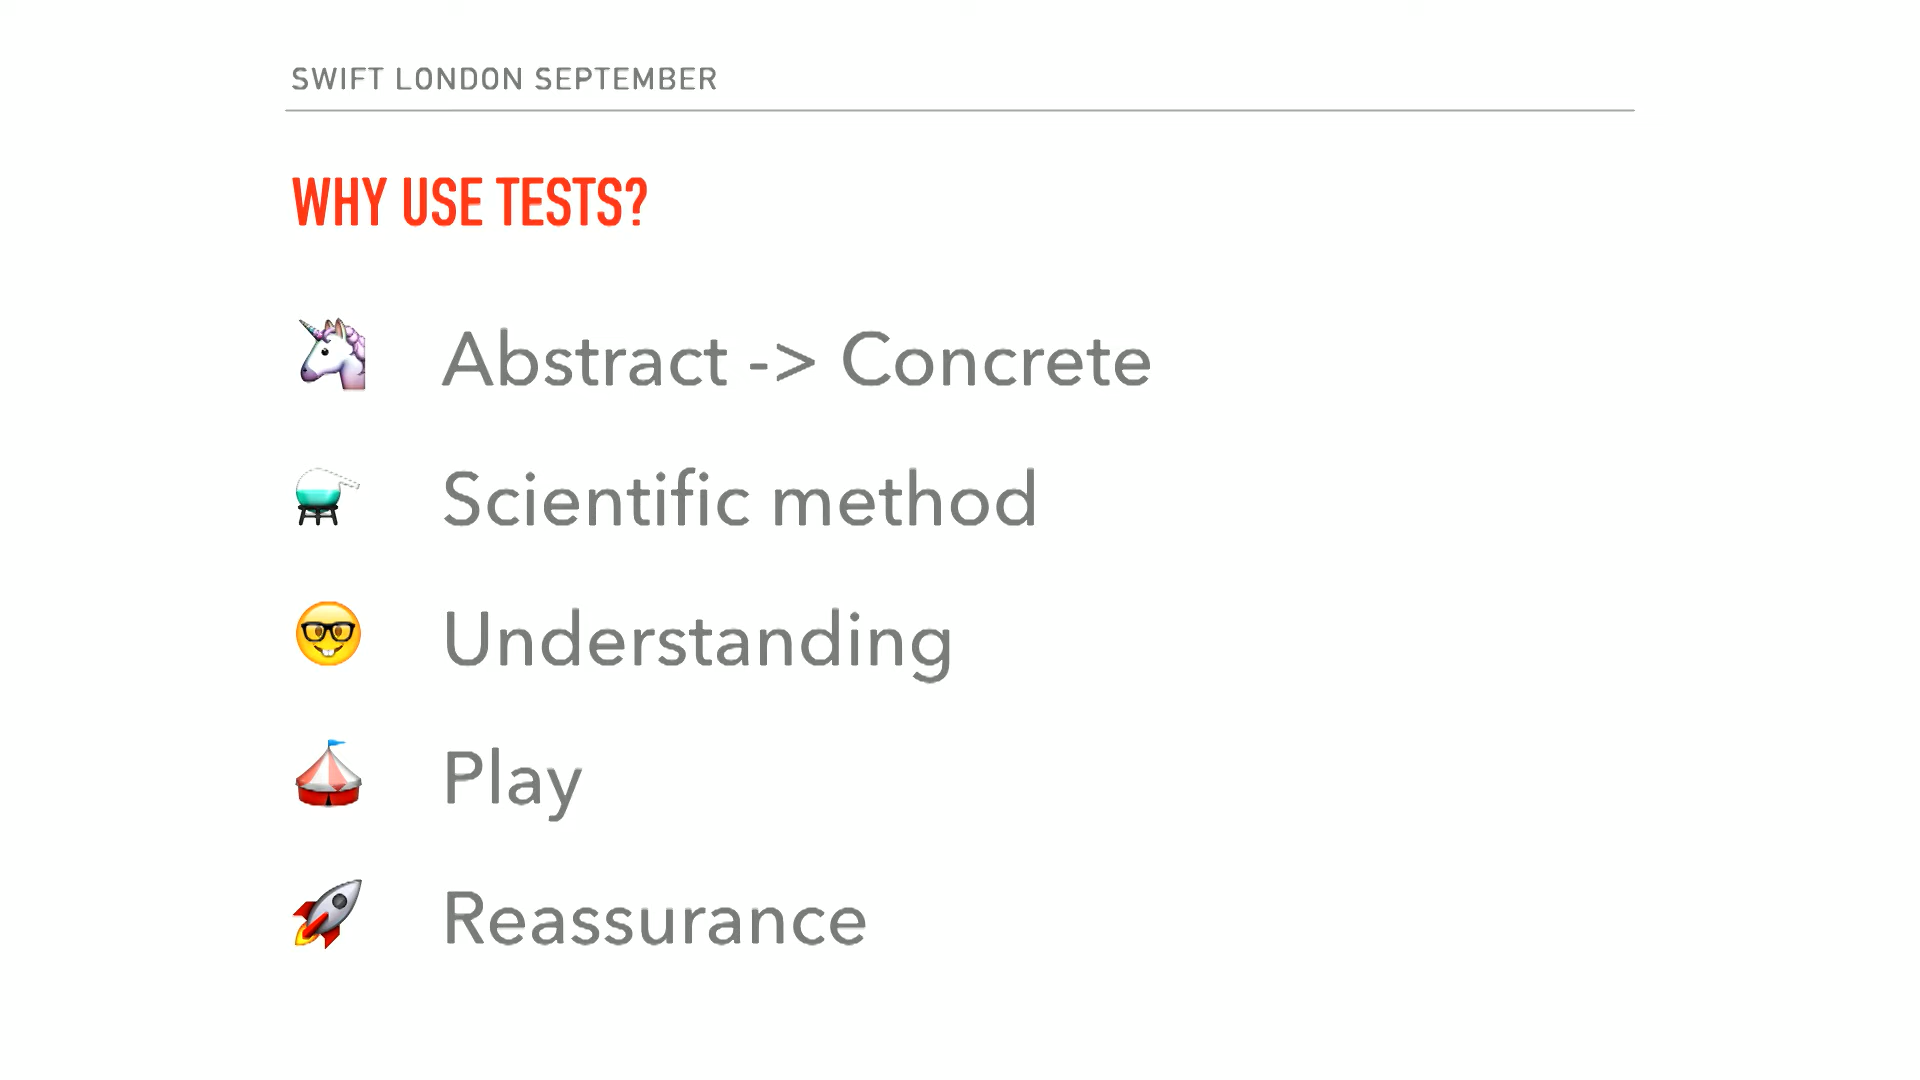 SWIFT LONDON SEPTEMBER
WHY USE TESTS?
Abstract -> Concrete
Scientific method
Understanding
Play
Reassurance